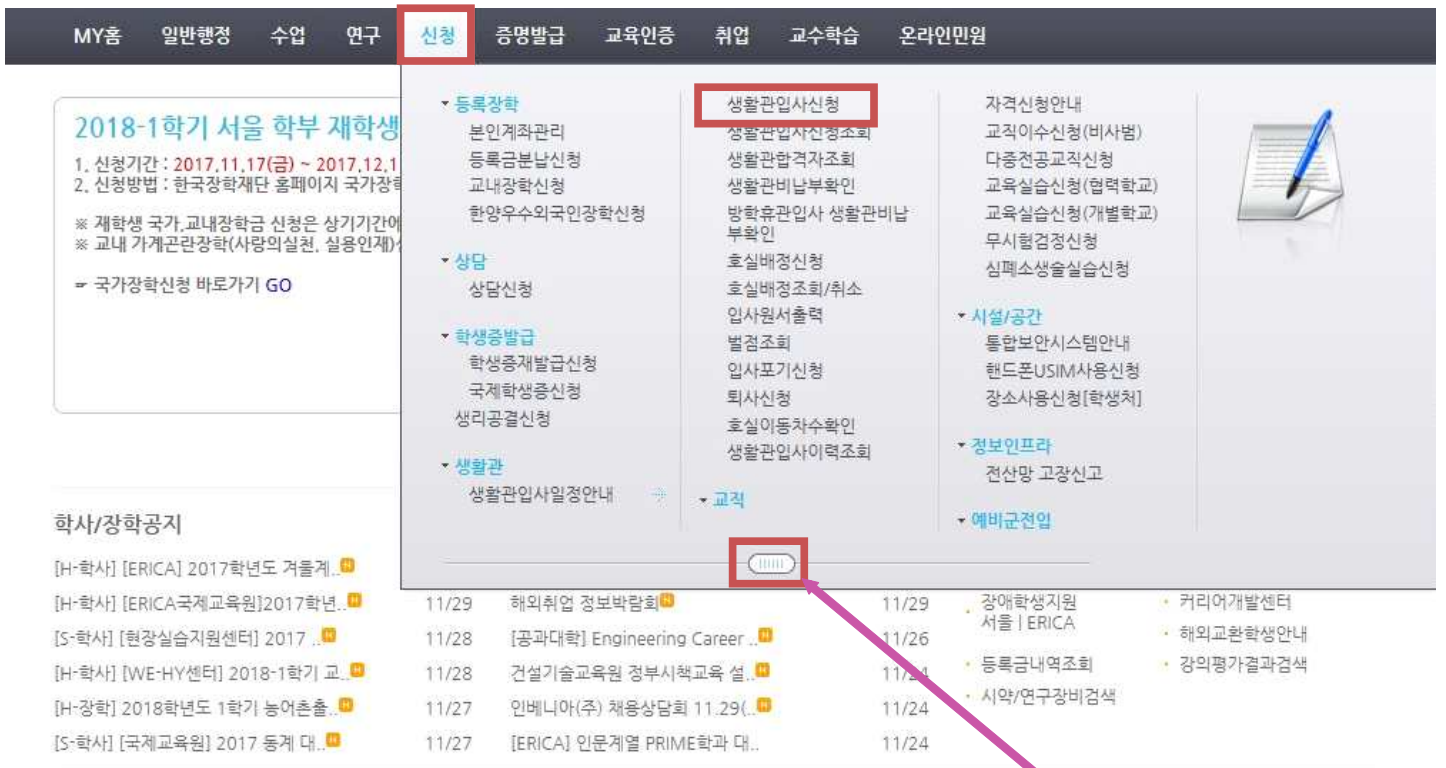 MY홈 일반행정 수업 연구 신청 증명발급 교육인증 취업 교수학습 온라인민원
2018-1학기 서울 학부 재학생
1. 신청기간 : 2017.11.17(금) ~ 2017.12.1
2. 신청방법 : 한국장학재단 홈페이지 국가장학
※ 재학생 국가,교내장학금 신청은 상기기간에
※ 교내 가계곤란장학(사랑의실천, 실용인재)
☞ 국가장학신청 바로가기 GO
등록장학
본인계좌관리
등록금분납신청
교내장학신청
한양우수외국인장학신청
상담
상담신청
학생증발급
학생증재발급신청
국제학생증신청
생리공결신청
생활관
생활관입사일정안내
생활관입사신청
생활관입사신청조회
생활관합격자조회
생활관비납부확인
방학휴관입사 생활관비납
부확인
호실배정신청
호실배정조회/취소
입사원서출력
벌점조회
입사포기신청
퇴사신청
호실이동차수확인
생활관입사이력조회
교직
자격신청안내
교직이수신청(비사범)
다중전공교직신청
교육실습신청(협력학교)
교육실습신청(개별학교)
무시험검정신청
심폐소생술실습신청
시설/공간
통합보안시스템안내
핸드폰USIM사용신청
장소사용신청[학생처]
정보인프라
전산망 고장신고
예비군전입
학사/장학공지
[H-학사] [ERICA] 2017학년도 겨울계..
[H-학사] [ERICA국제교육원]2017학년.. 11/29
[S-학사] [현장실습지원센터] 2017 .. 11/28
[H-학사] [WE-HY센터] 2018-1학기 교.. 11/28
[H-장학] 2018학년도 1학기 농어촌출.. 11/27
[S-학사] [국제교육원] 2017 동계 대.. 11/27
해외취업 정보박람회 11/29
[공과대학] Engineering Career .. 11/26
건설기술교육원 정부시책교육 설.. 11/24
인베니아(주) 채용상담회 11.29(.. 11/24
[ERICA] 인문계열 PRIME학과 대.. 11/24
장애학생지원
서울 | ERICA
등록금내역조회
시약/연구장비검색
커리어개발센터
해외교환학생안내
강의평가결과검색